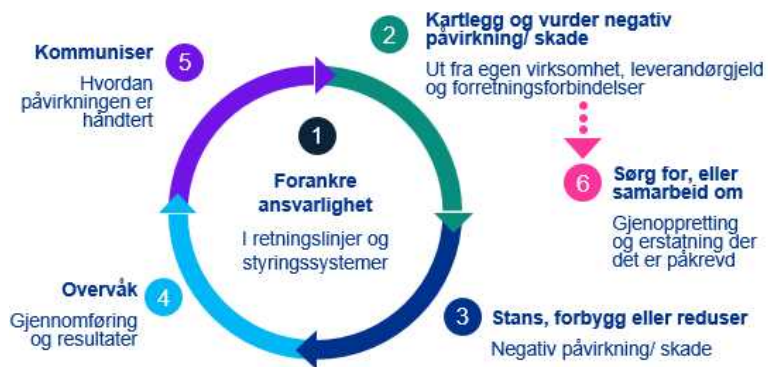 1
Forankre
ansvarlighet
I retningslinjer og
styringssystemer
2
Kartlegg og vurder negativ
påvirkning/ skade
Ut fra egen virksomhet, leverandørgjeld
og forretningsforbindelser
3
Stans, forbygg eller reduser
Negativ påvirkning/ skade
4
Overvåk
Gjennomføring
og resultater
5
Kommuniser
Hvordan
påvirkningen er
håndtert
6
Sørg for, eller
samarbeid om
Gjenoppretting
og erstatning der
det er påkrevd